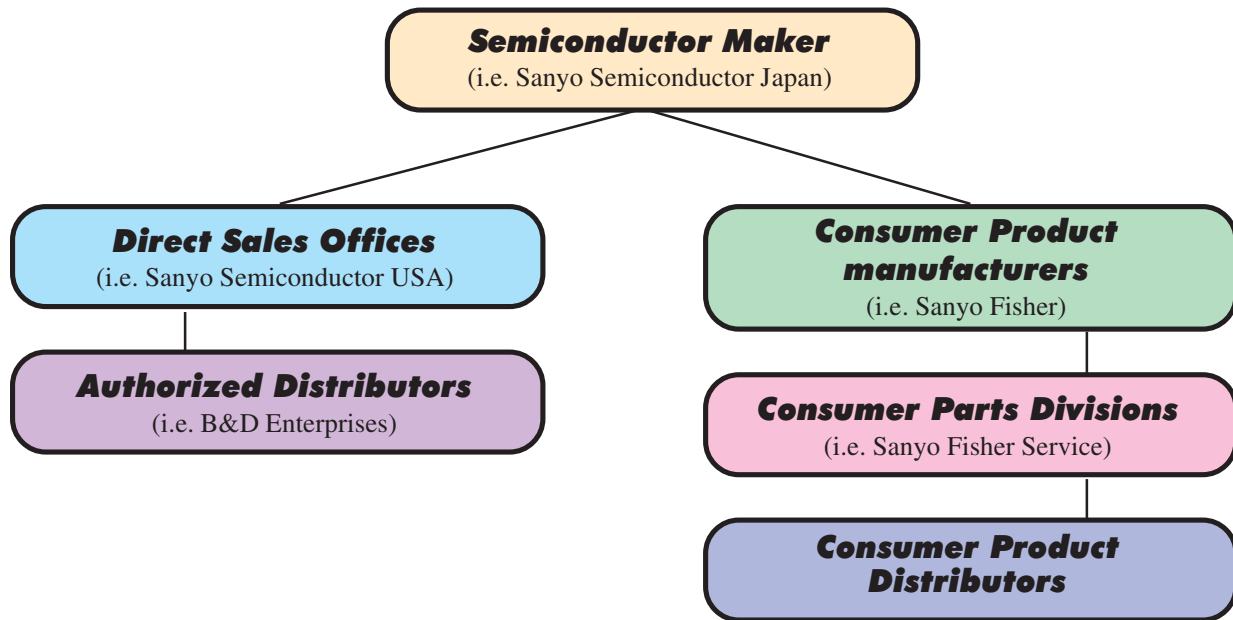 Semiconductor Maker
(i.e. Sanyo Semiconductor Japan)
Direct Sales Offices
(i.e. Sanyo Semiconductor USA)
Authorized Distributors
(i.e. B&D Enterprises)
Consumer Product
manufacturers
(i.e. Sanyo Fisher)
Consumer Parts Divisions
(i.e. Sanyo Fisher Service)
Consumer Product
Distributors